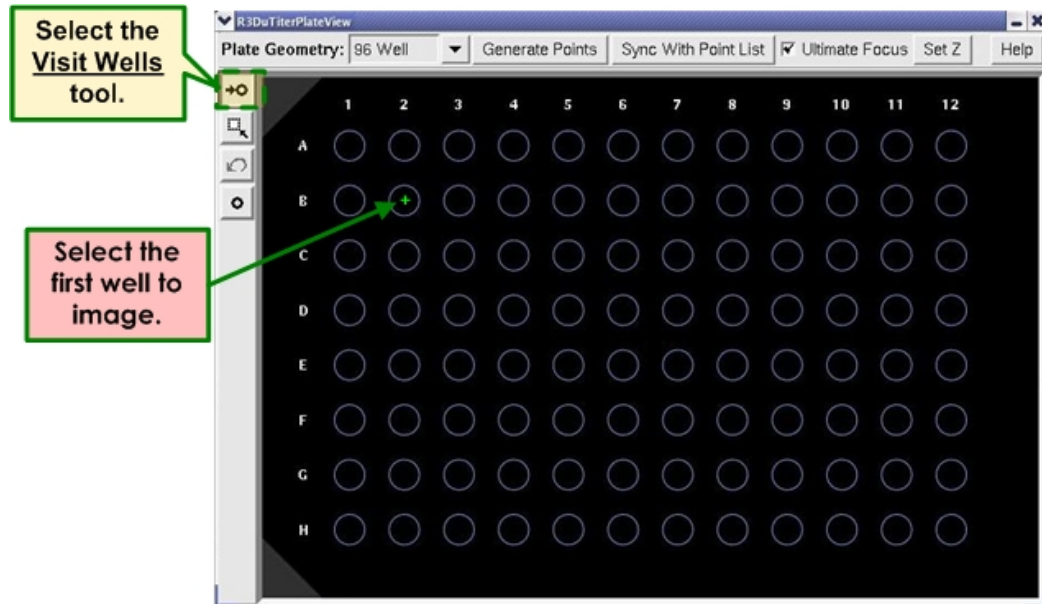 Select the
Visit Wells
tool.
R3DuTiterPlateView
Plate Geometry: 96 Well Generate Points Sync With Point List Ultimate Focus Set Z Help
1 2 3 4 5 6 7 8 9 10 11 12
A
B
Select the
first well to
image.
C
D
E
F
G
H